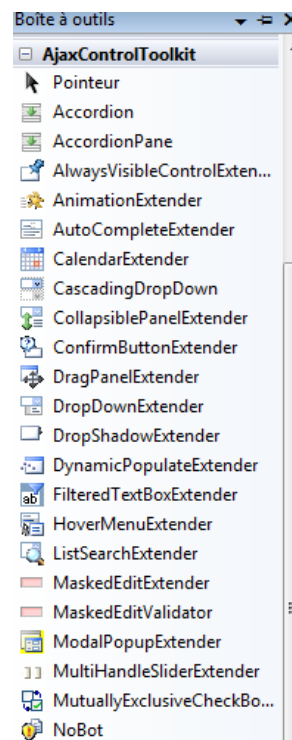 Boîte à outils
AjaxControlToolkit
Pointeur
Accordion
AccordionPane
AlwaysVisibleControlExten...
AnimationExtender
AutoCompleteExtender
CalendarExtender
CascadingDropDown
CollapsiblePanelExtender
ConfirmButtonExtender
DragPanelExtender
DropDownExtender
DropShadowExtender
DynamicPopulateExtender
FilteredTextBoxExtender
HoverMenuExtender
ListSearchExtender
MaskedEditExtender
MaskedEditValidator
ModalPopupExtender
MultiHandleSliderExtender
MutuallyExclusiveCheckBo...
NoBot